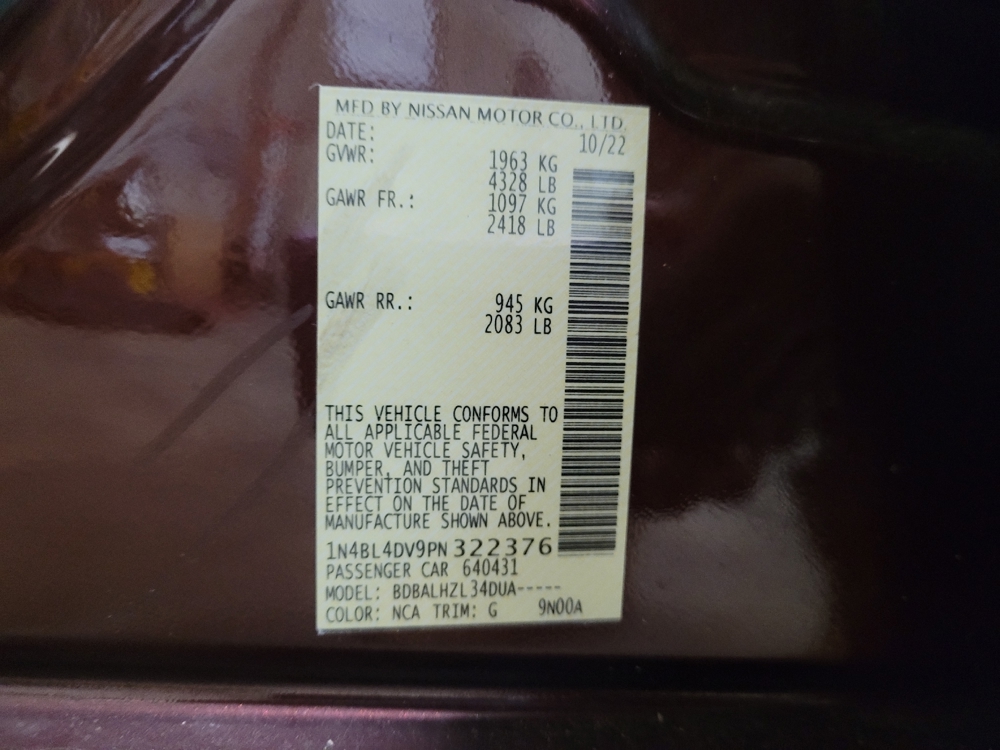 MFD BY NISSAN MOTOR CO., LTD.
DATE: 10/22
GVWR: 1963 KG
4328 LB
GAWR FR.: 1097 KG
2418 LB
GAWR RR.: 945 KG
2083 LB
THIS VEHICLE CONFORMS TO
ALL APPLICABLE FEDERAL
MOTOR VEHICLE SAFETY,
BUMPER, AND THEFT
PREVENTION STANDARDS IN
EFFECT ON THE DATE OF
MANUFACTURE SHOWN ABOVE.
1N4BL4DV9PN322376
PASSENGER CAR 640431
MODEL: BDBALHZL34DUA-----
COLOR: NCA TRIM: G 9N00A